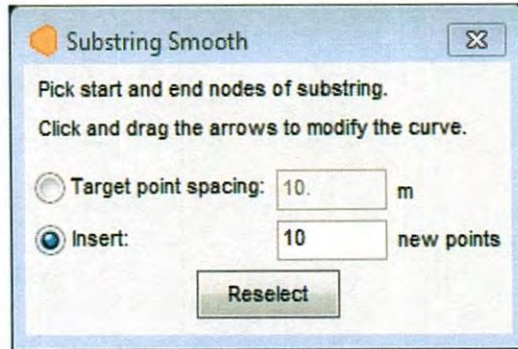 Substring Smooth
Pick start and end nodes of substring.
Click and drag the arrows to modify the curve.
Target point spacing: 10. m
Insert: 10 new points
Reselect